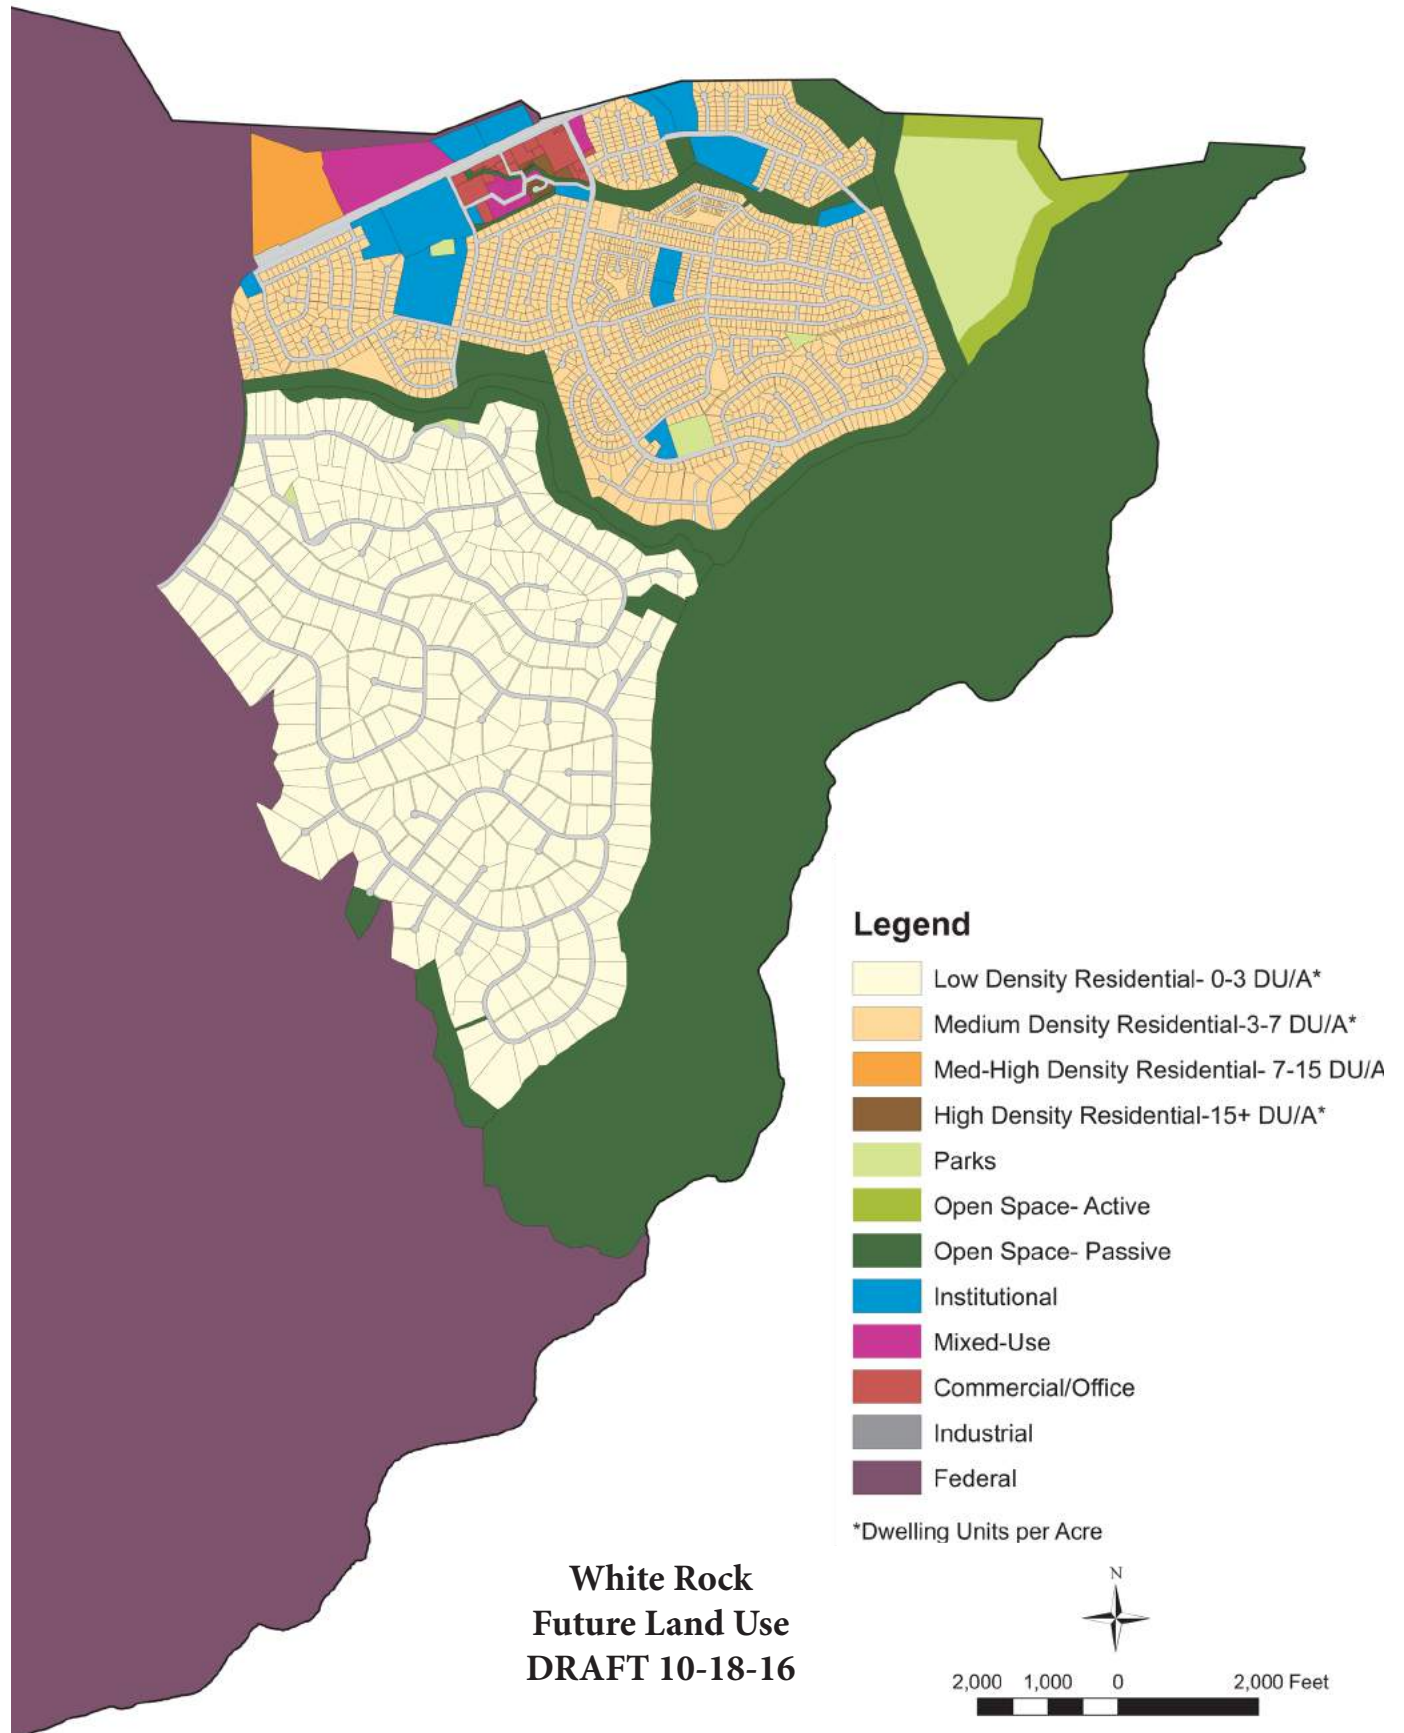 Legend
Low Density Residential- 0-3 DU/A*
Medium Density Residential-3-7 DU/A*
Med-High Density Residential- 7-15 DU/A
High Density Residential-15+ DU/A*
Parks
Open Space- Active
Open Space- Passive
Institutional
Mixed-Use
Commercial/Office
Industrial
Federal
*Dwelling Units per Acre
White Rock
Future Land Use
DRAFT 10-18-16
N
2,000 1,000 0 2,000 Feet